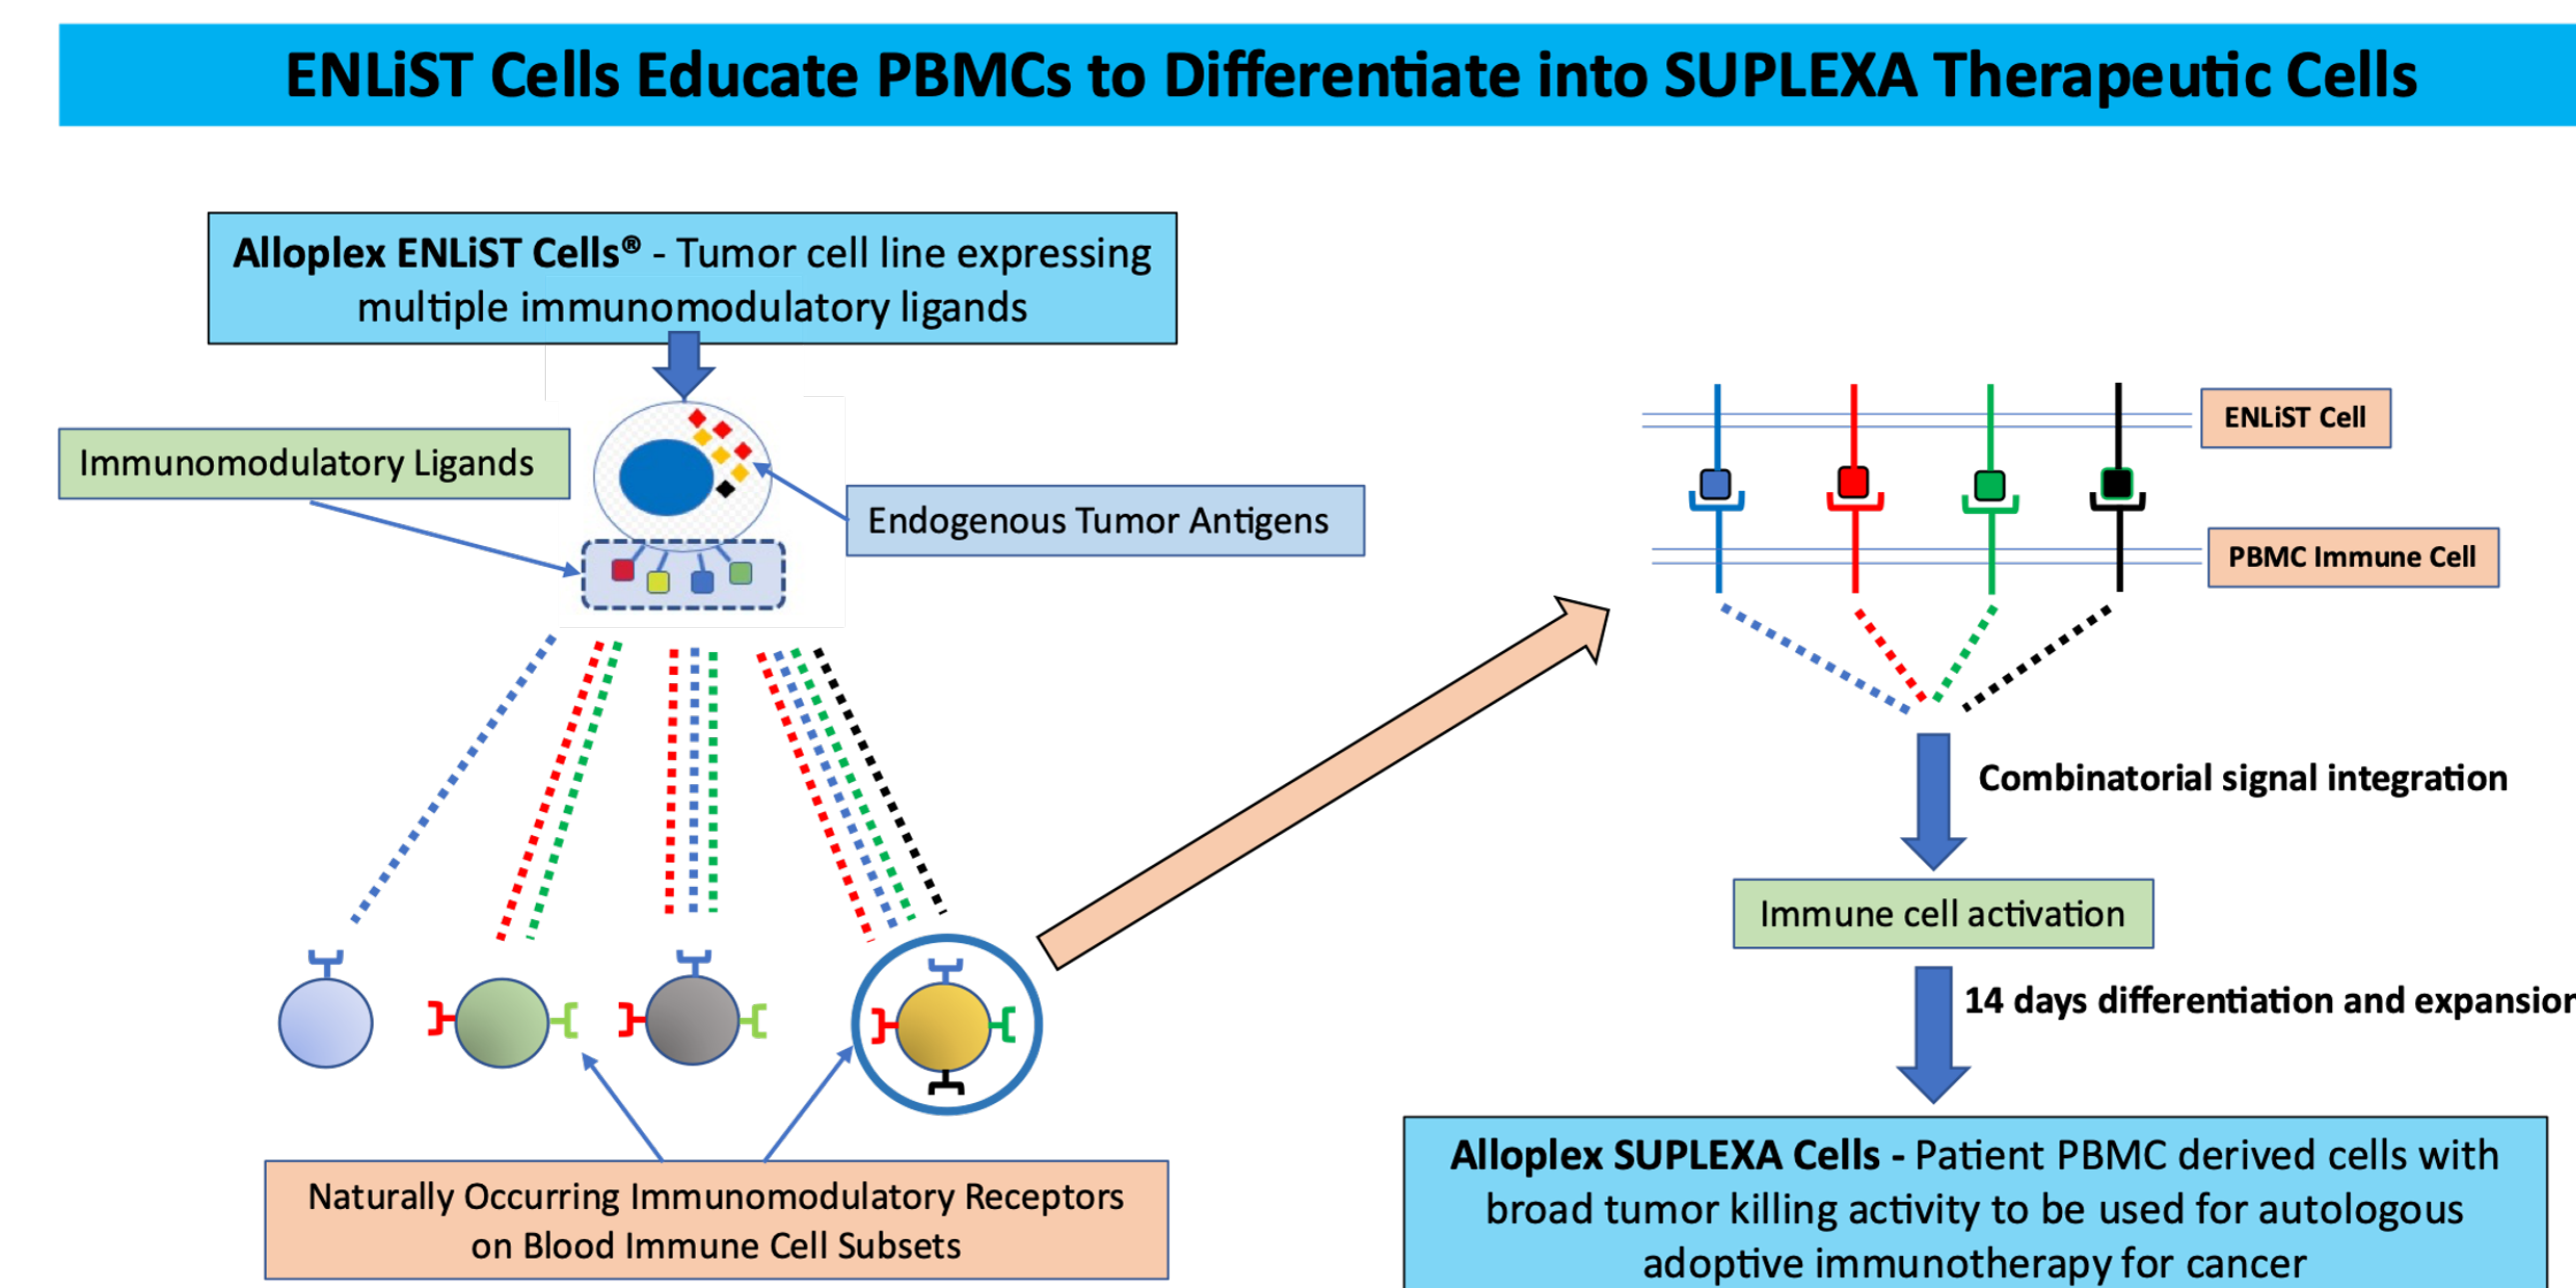 ENLiST Cells Educate PBMCs to Differentiate into SUPLEXA Therapeutic Cells
Alloplex ENLiST Cells® - Tumor cell line expressing
multiple immunomodulatory ligands
Immunomodulatory Ligands
Endogenous Tumor Antigens
Naturally Occurring Immunomodulatory Receptors
on Blood Immune Cell Subsets
ENLiST Cell
PBMC Immune Cell
Combinatorial signal integration
Immune cell activation
14 days differentiation and expansion
Alloplex SUPLEXA Cells - Patient PBMC derived cells with
broad tumor killing activity to be used for autologous
adoptive immunotherapy for cancer